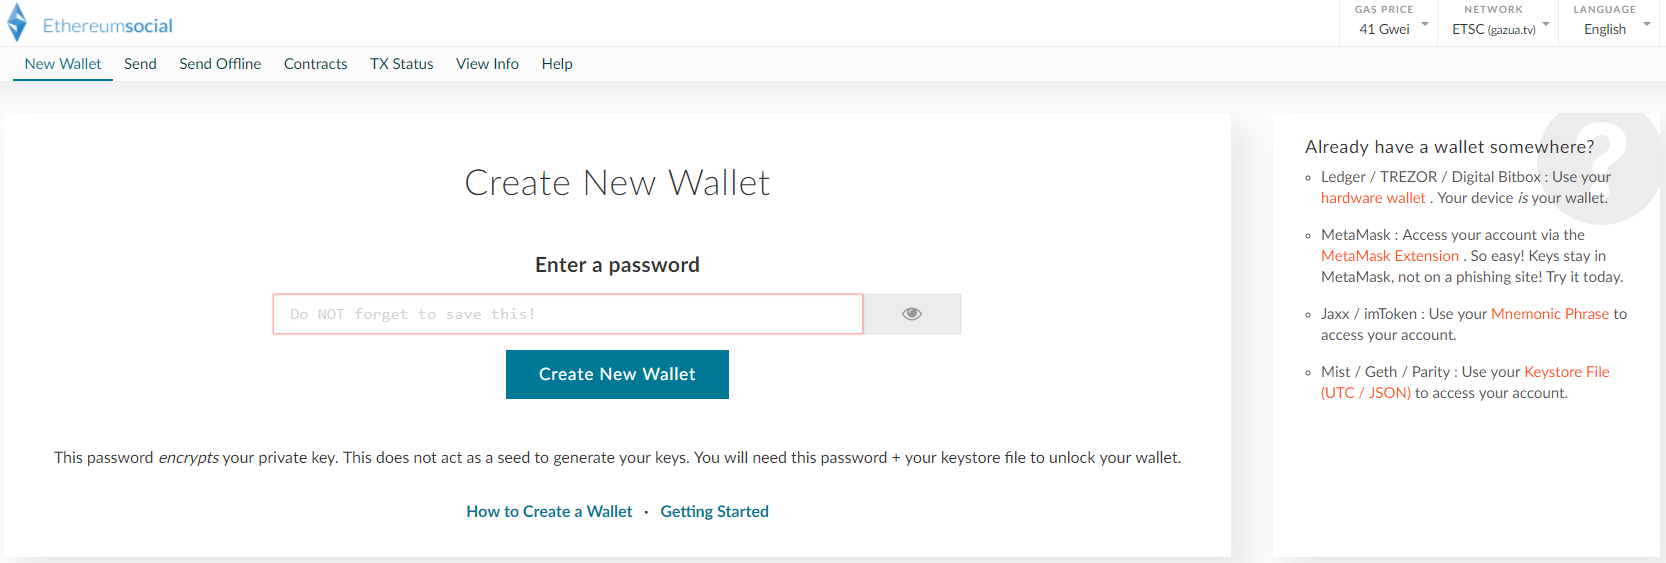 Ethereumsocial
GAS PRICE
41 Gwei
NETWORK
ETSC (gazua.tv)
LANGUAGE
English
New Wallet
Send
Send Offline
Contracts
TX Status
View Info
Help
Create New Wallet
Enter a password
Do NOT forget to save this!
Create New Wallet
This password encrypts your private key. This does not act as a seed to generate your keys. You will need this password + your keystore file to unlock your wallet.
How to Create a Wallet · Getting Started
?
Already have a wallet somewhere?
Ledger / TREZOR / Digital Bitbox : Use your
hardware wallet . Your device is your wallet.
MetaMask : Access your account via the
MetaMask Extension . So easy! Keys stay in
MetaMask, not on a phishing site! Try it today.
Jaxx / imToken : Use your Mnemonic Phrase to
access your account.
Mist / Geth / Parity : Use your Keystore File
(UTC / JSON) to access your account.